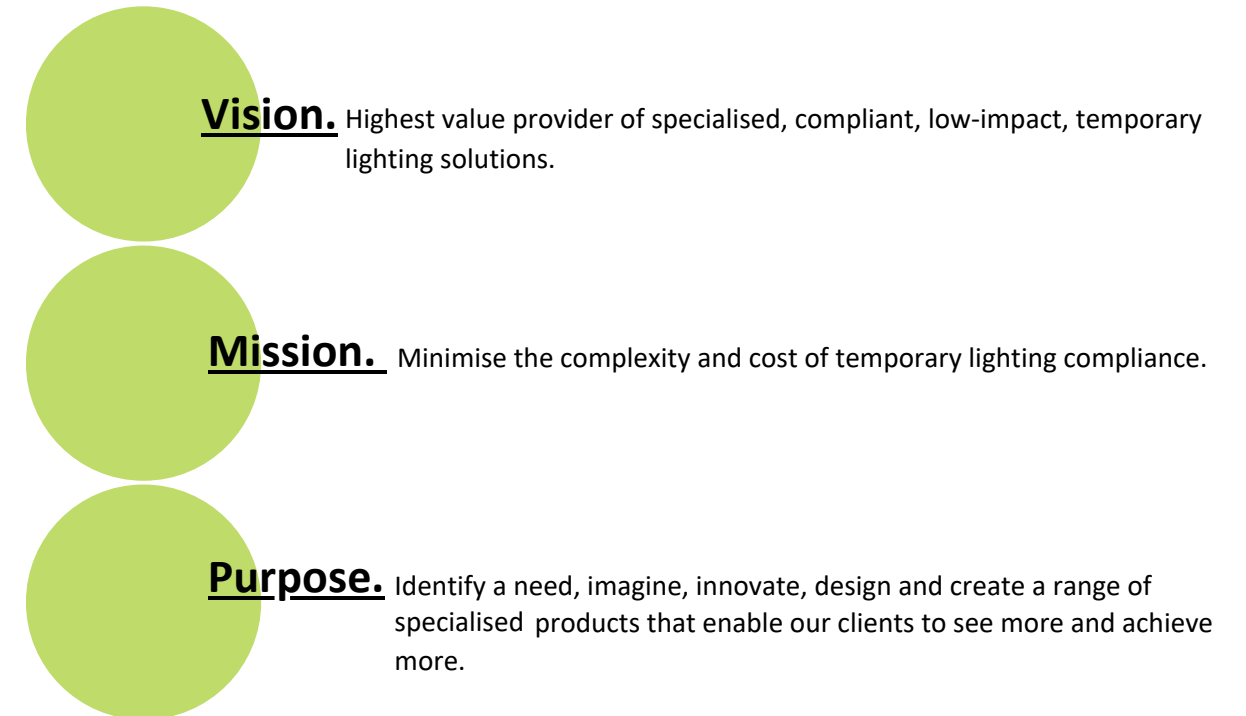 Vision. Highest value provider of specialised, compliant, low-impact, temporary
lighting solutions.
Mission. Minimise the complexity and cost of temporary lighting compliance.
Purpose. Identify a need, imagine, innovate, design and create a range of
specialised products that enable our clients to see more and achieve
more.